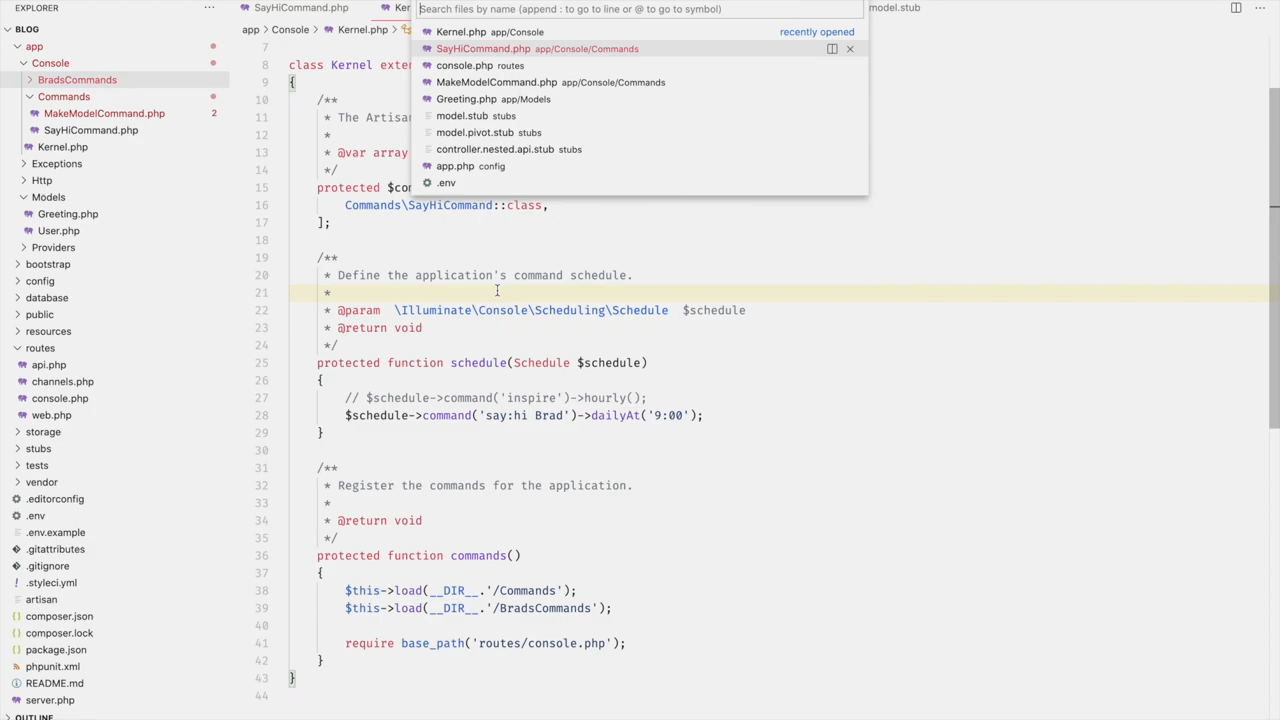 EXPLORER
BLOG
app
Console
BradsCommands
Commands
MakeModelCommand.php 2
SayHiCommand.php
Kernel.php
Exceptions
Http
Models
Greeting.php
User.php
Providers
bootstrap
config
database
public
resources
routes
api.php
channels.php
console.php
web.php
storage
stubs
tests
vendor
.editorconfig
.env
.env.example
.gitattributes
.gitignore
.styleci.yml
artisan
composer.json
composer.lock
package.json
phpunit.xml
README.md
server.php
OUTLINE
SayHiCommand.php
model.stub
app > Console > Kernel.php >
Search files by name (append : to go to line or @ to go to symbol)
Kernel.php app/Console recently opened
SayHiCommand.php app/Console/Commands
console.php routes
MakeModelCommand.php app/Console/Commands
Greeting.php app/Models
model.stub stubs
model.pivot.stub stubs
controller.nested.api.stub stubs
app.php config
.env
7
8 class Kernel exten
9 {
10 /**
11 * The Artisa
12 *
13 * @var array
14 */
15 protected $co
16 Commands\SayHiCommand::class,
17 ];
18
19 /**
20 * Define the application's command schedule.
21 *
22 * @param \Illuminate\Console\Scheduling\Schedule $schedule
23 * @return void
24 */
25 protected function schedule(Schedule $schedule)
26 {
27 // $schedule->command('inspire')->hourly();
28 $schedule->command('say:hi Brad')->dailyAt('9:00');
29 }
30
31 /**
32 * Register the commands for the application.
33 *
34 * @return void
35 */
36 protected function commands()
37 {
38 $this->load(__DIR__.'/Commands');
39 $this->load(__DIR__.'/BradsCommands');
40
41 require base_path('routes/console.php');
42 }
43 }
44